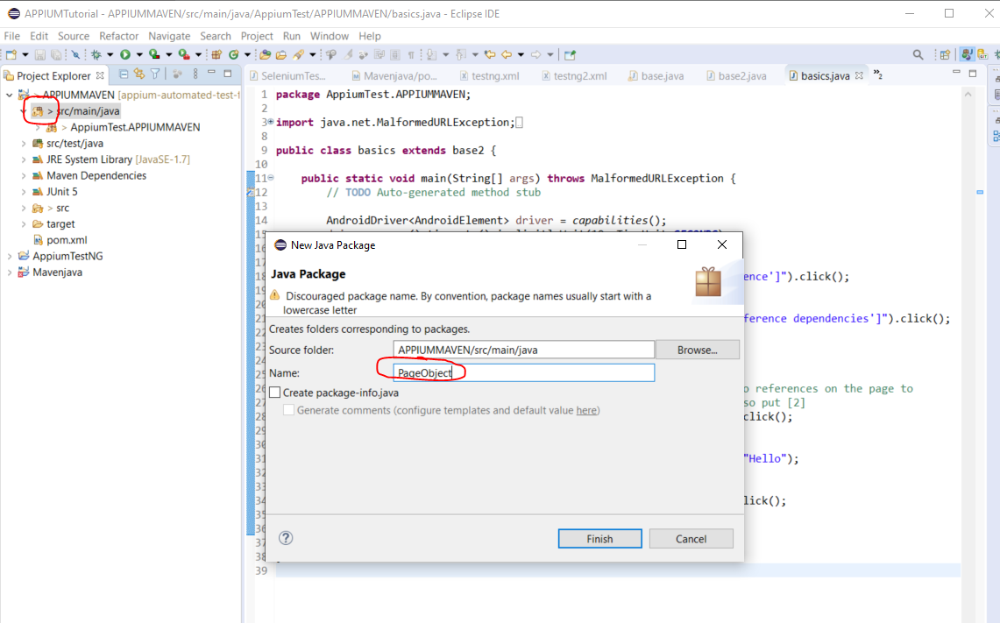 APPIUMTutorial - APPIUMMAVEN/src/main/java/AppiumTest/APPIUMMAVEN/basics.java - Eclipse IDE
File Edit Source Refactor Navigate Search Project Run Window Help
Project Explorer
SeleniumTes... Mavenjava/po... testng.xml testng2.xml base.java base2.java basics.java »2
APPIUMMAVEN [appium-automated-test-f
> src/main/java
> AppiumTest.APPIUMMAVEN
src/test/java
JRE System Library [JavaSE-1.7]
Maven Dependencies
JUnit 5
> src
target
pom.xml
AppiumTestNG
Mavenjava
1 package AppiumTest.APPIUMMAVEN;
2
3 import java.net.MalformedURLException;
8
9 public class basics extends base2 {
10
11 public static void main(String[] args) throws MalformedURLException {
12 // TODO Auto-generated method stub
13
14 AndroidDriver<AndroidElement> driver = capabilities();
15
16
17
18 ence']").click();
19
20
21 ference dependencies']").click();
22
23
24
25
26 o references on the page to
27 so put [2]
28 click();
29
30
31 "Hello");
32
33
34 lick();
35
36
37
38
39
New Java Package
Java Package
Discouraged package name. By convention, package names usually start with a
lowercase letter
Creates folders corresponding to packages.
Source folder: APPIUMMAVEN/src/main/java Browse...
Name: PageObject
Create package-info.java
Generate comments (configure templates and default value here)
? Finish Cancel